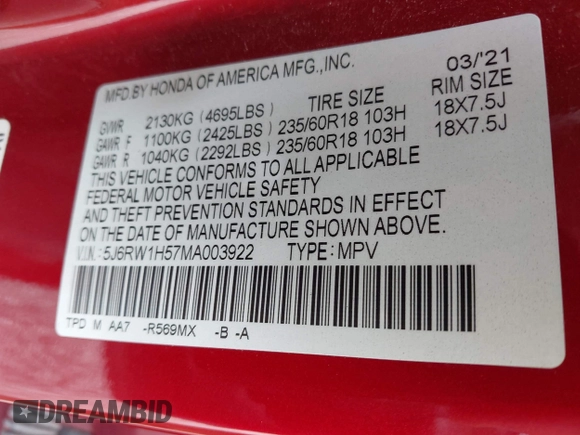 MFD.BY HONDA OF AMERICA MFG.,INC. 03/'21
TIRE SIZE RIM SIZE
GVWR 2130KG (4695LBS)
GAWR F 1100KG (2425LBS) 235/60R18 103H 18X7.5J
GAWR R 1040KG (2292LBS) 235/60R18 103H 18X7.5J
THIS VEHICLE CONFORMS TO ALL APPLICABLE
FEDERAL MOTOR VEHICLE SAFETY
AND THEFT PREVENTION STANDARDS IN EFFECT
ON THE DATE OF MANUFACTURE SHOWN ABOVE.
V.I.N.:5J6RW1H57MA003922 TYPE:MPV
TPD M AA7 -R569MX -B -A
DREAMBID